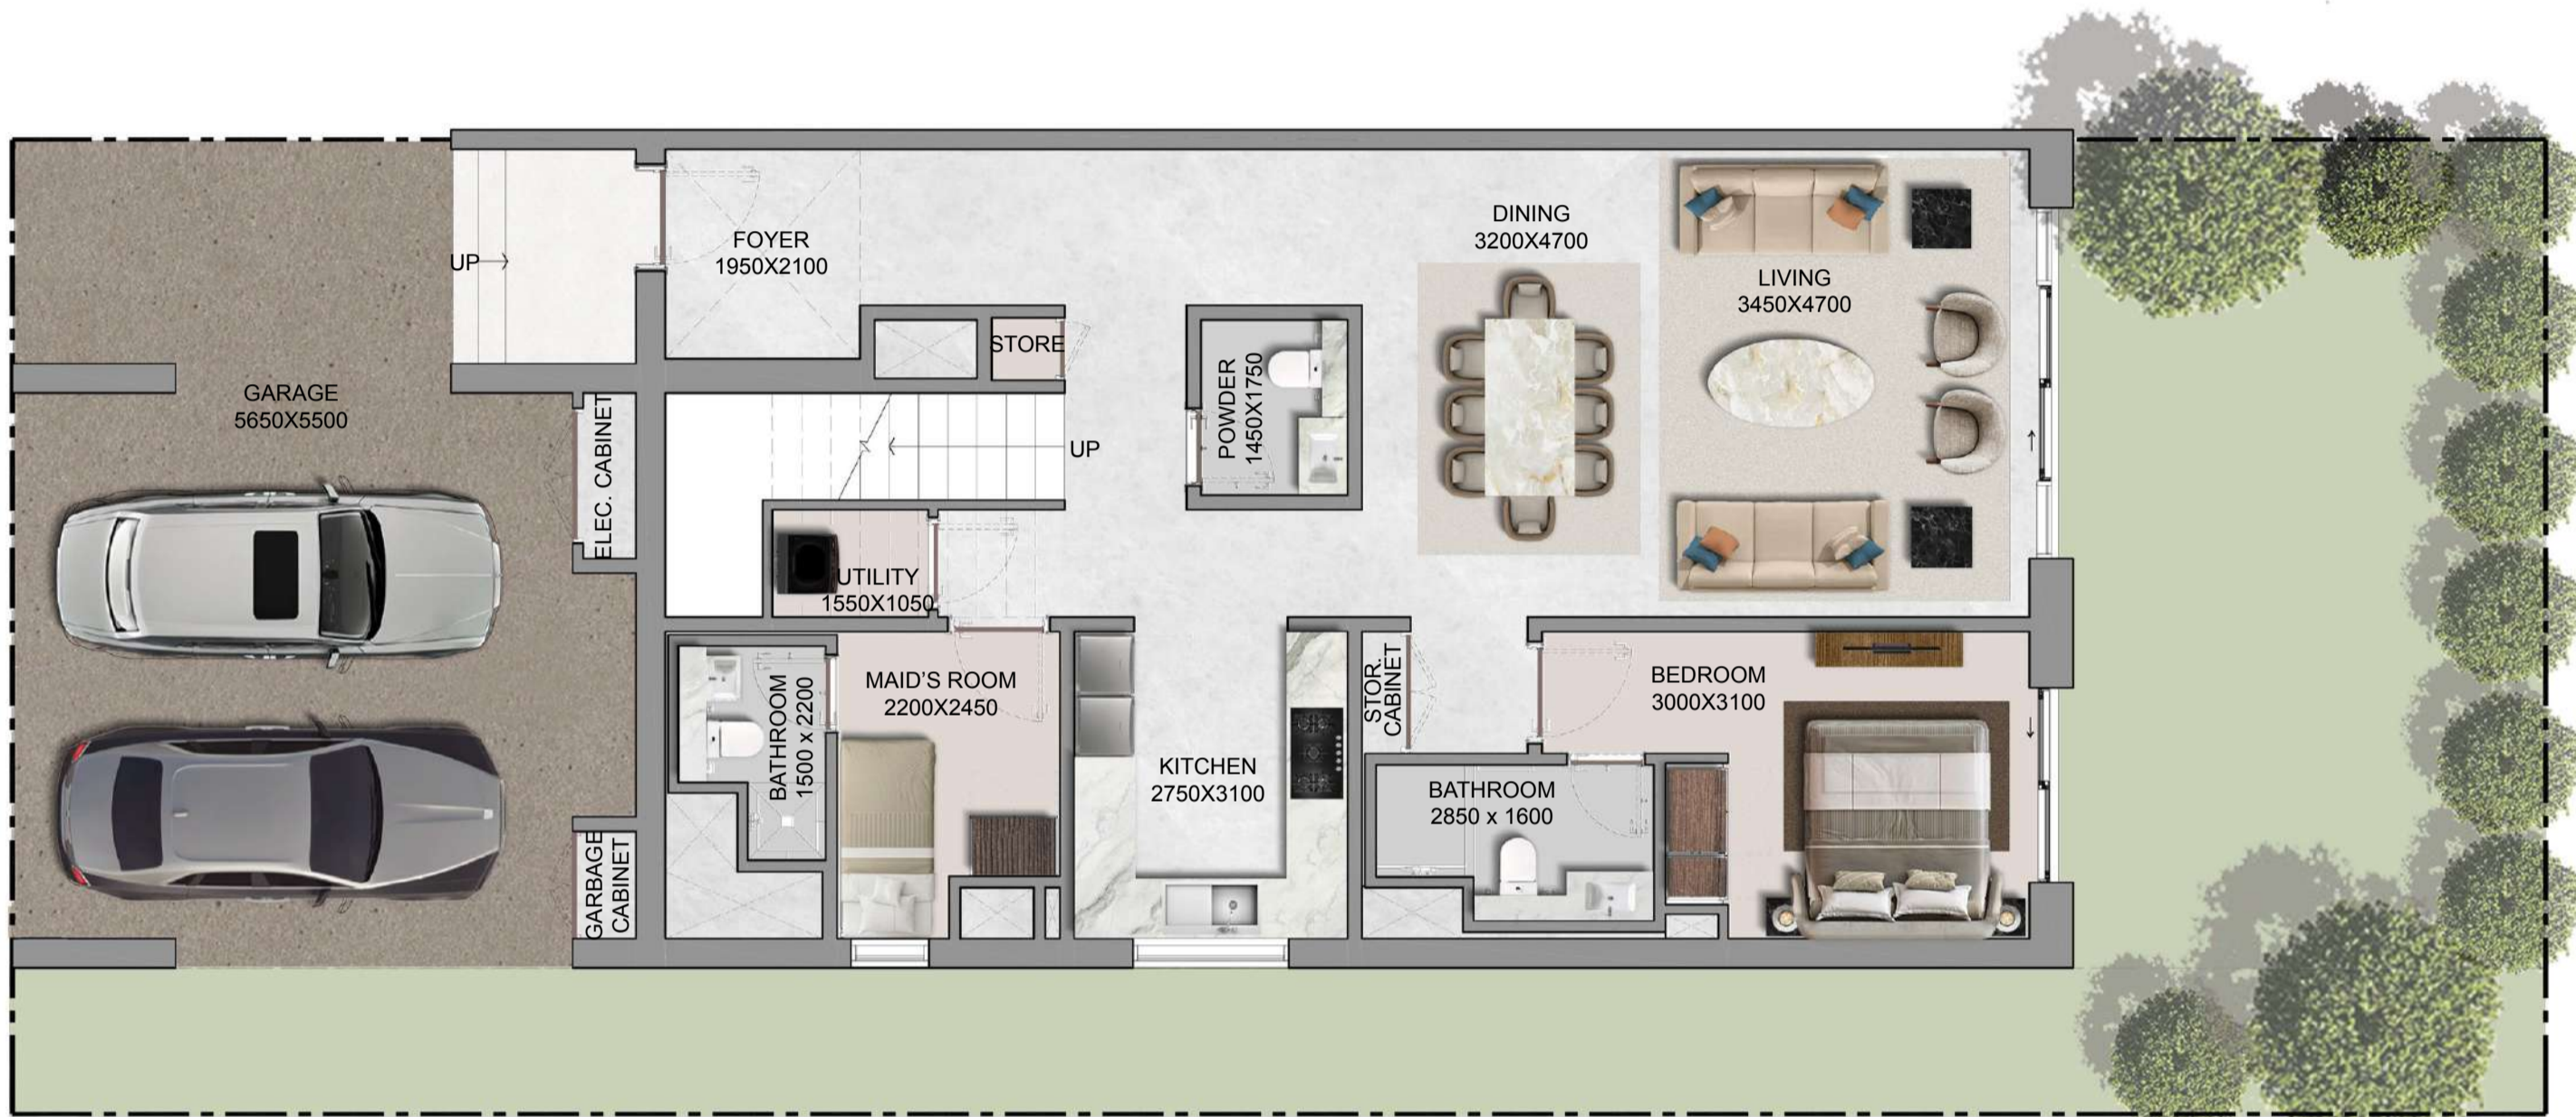 DINING
3200X4700
FOYER
1950X2100
UP
LIVING
3450X4700
STORE
POWDER
1450X1750
GARAGE
5650X5500
ELEC. CABINET
UP
UTILITY
1550X1050
MAID'S ROOM
2200X2450
BATHROOM
1500 x 2200
STOR.
CABINET
BEDROOM
3000X3100
KITCHEN
2750X3100
BATHROOM
2850 x 1600
GARBAGE
CABINET